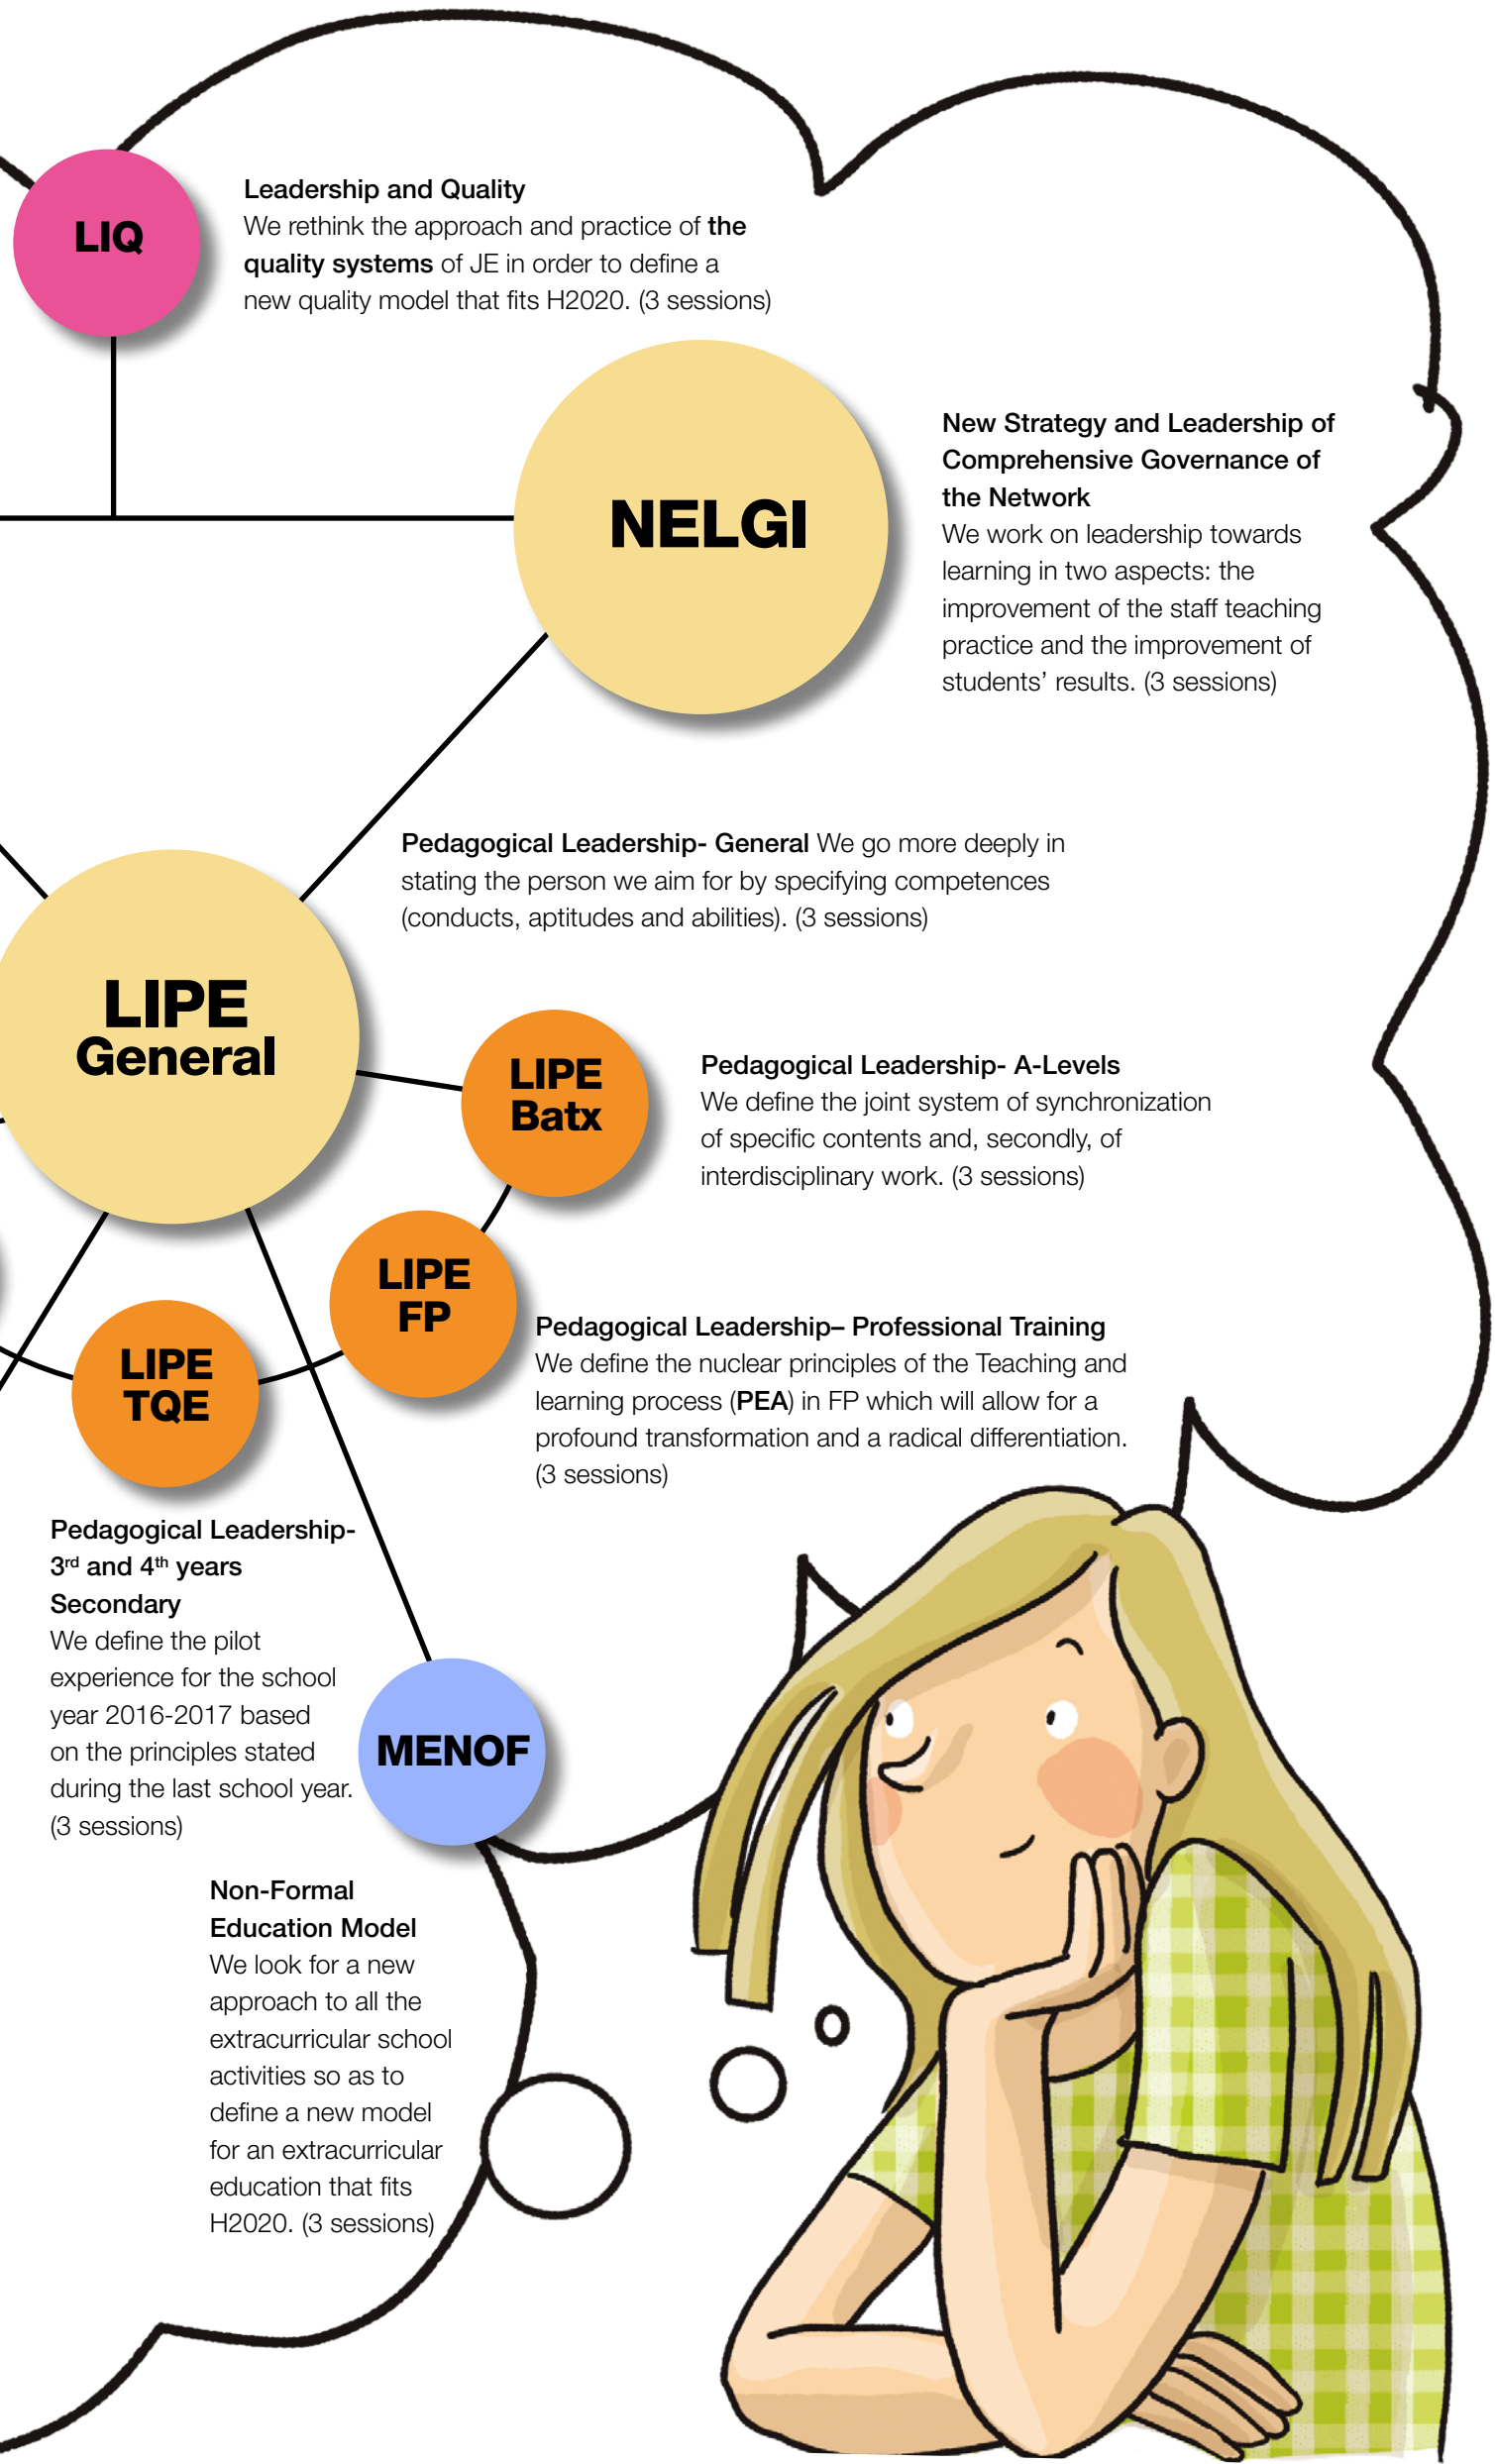 LIQ
Leadership and Quality
We rethink the approach and practice of the
quality systems of JE in order to define a
new quality model that fits H2020. (3 sessions)
NELGI
New Strategy and Leadership of
Comprehensive Governance of
the Network
We work on leadership towards
learning in two aspects: the
improvement of the staff teaching
practice and the improvement of
students’ results. (3 sessions)
Pedagogical Leadership- General We go more deeply in
stating the person we aim for by specifying competences
(conducts, aptitudes and abilities). (3 sessions)
LIPE
General
LIPE
Batx
Pedagogical Leadership- A-Levels
We define the joint system of synchronization
of specific contents and, secondly, of
interdisciplinary work. (3 sessions)
LIPE
FP
Pedagogical Leadership– Professional Training
We define the nuclear principles of the Teaching and
learning process (PEA) in FP which will allow for a
profound transformation and a radical differentiation.
(3 sessions)
LIPE
TQE
Pedagogical Leadership-
3rd and 4th years
Secondary
We define the pilot
experience for the school
year 2016-2017 based
on the principles stated
during the last school year.
(3 sessions)
MENOF
Non-Formal
Education Model
We look for a new
approach to all the
extracurricular school
activities so as to
define a new model
for an extracurricular
education that fits
H2020. (3 sessions)